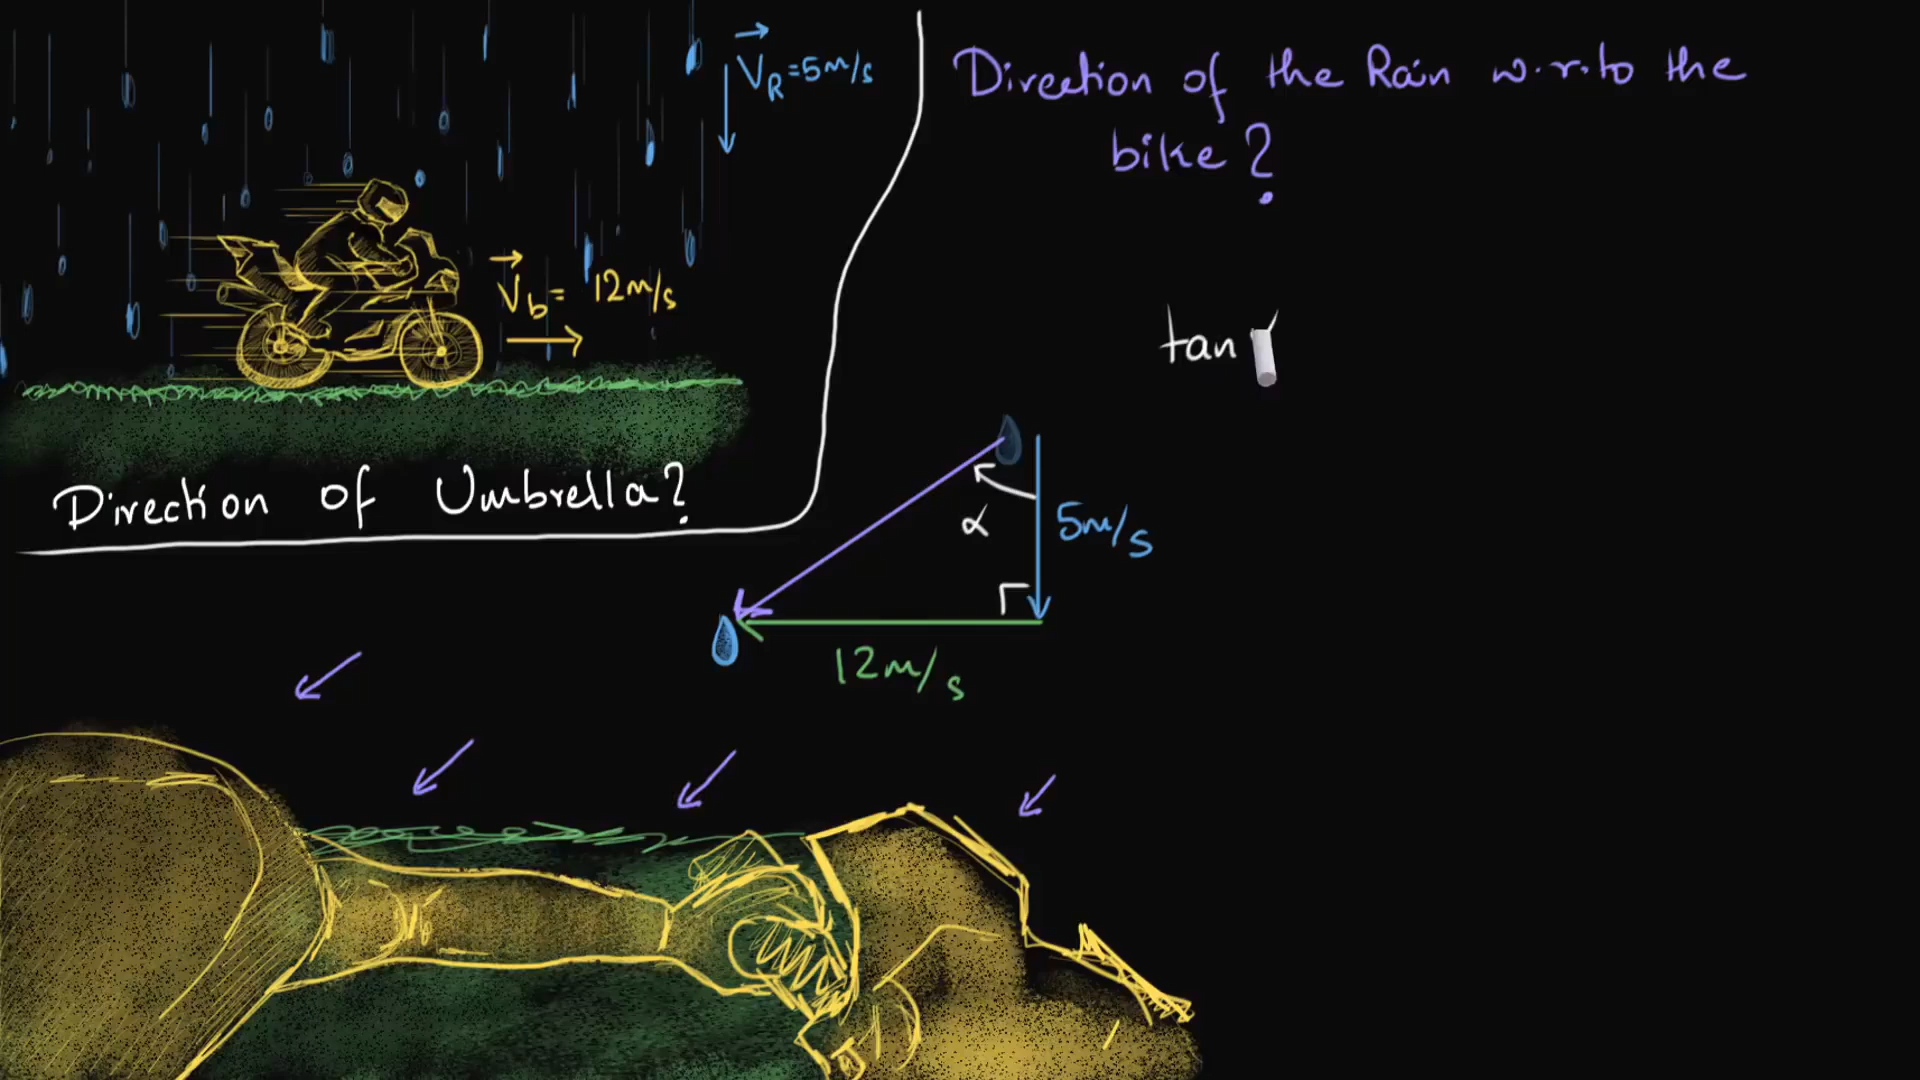 V_R = 5m/s
V_b = 12m/s
Direction of Umbrella?
Direction of the Rain w.r.to the
bike?
tan
α
5m/s
12m/s